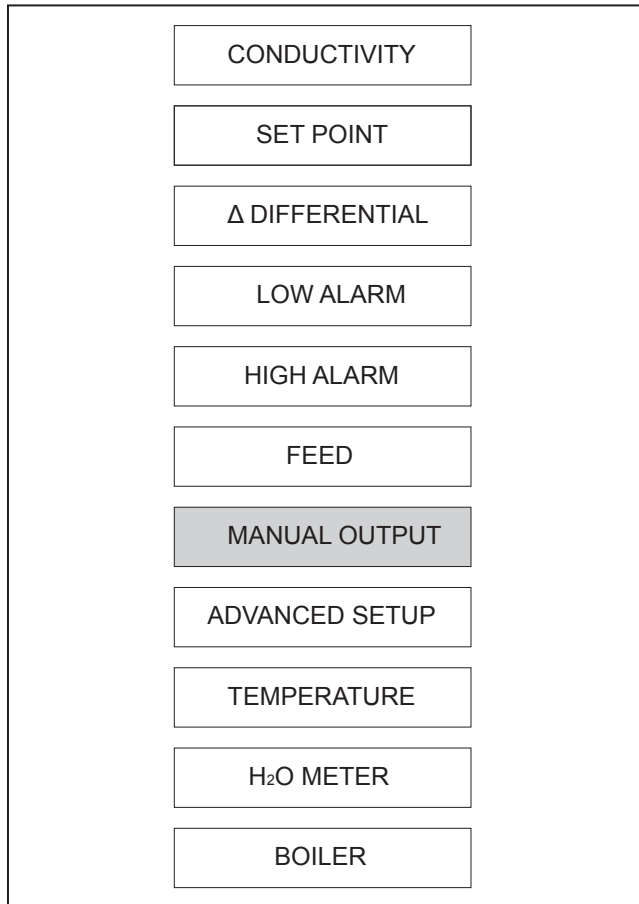 CONDUCTIVITY
SET POINT
Δ DIFFERENTIAL
LOW ALARM
HIGH ALARM
FEED
MANUAL OUTPUT
ADVANCED SETUP
TEMPERATURE
H₂O METER
BOILER